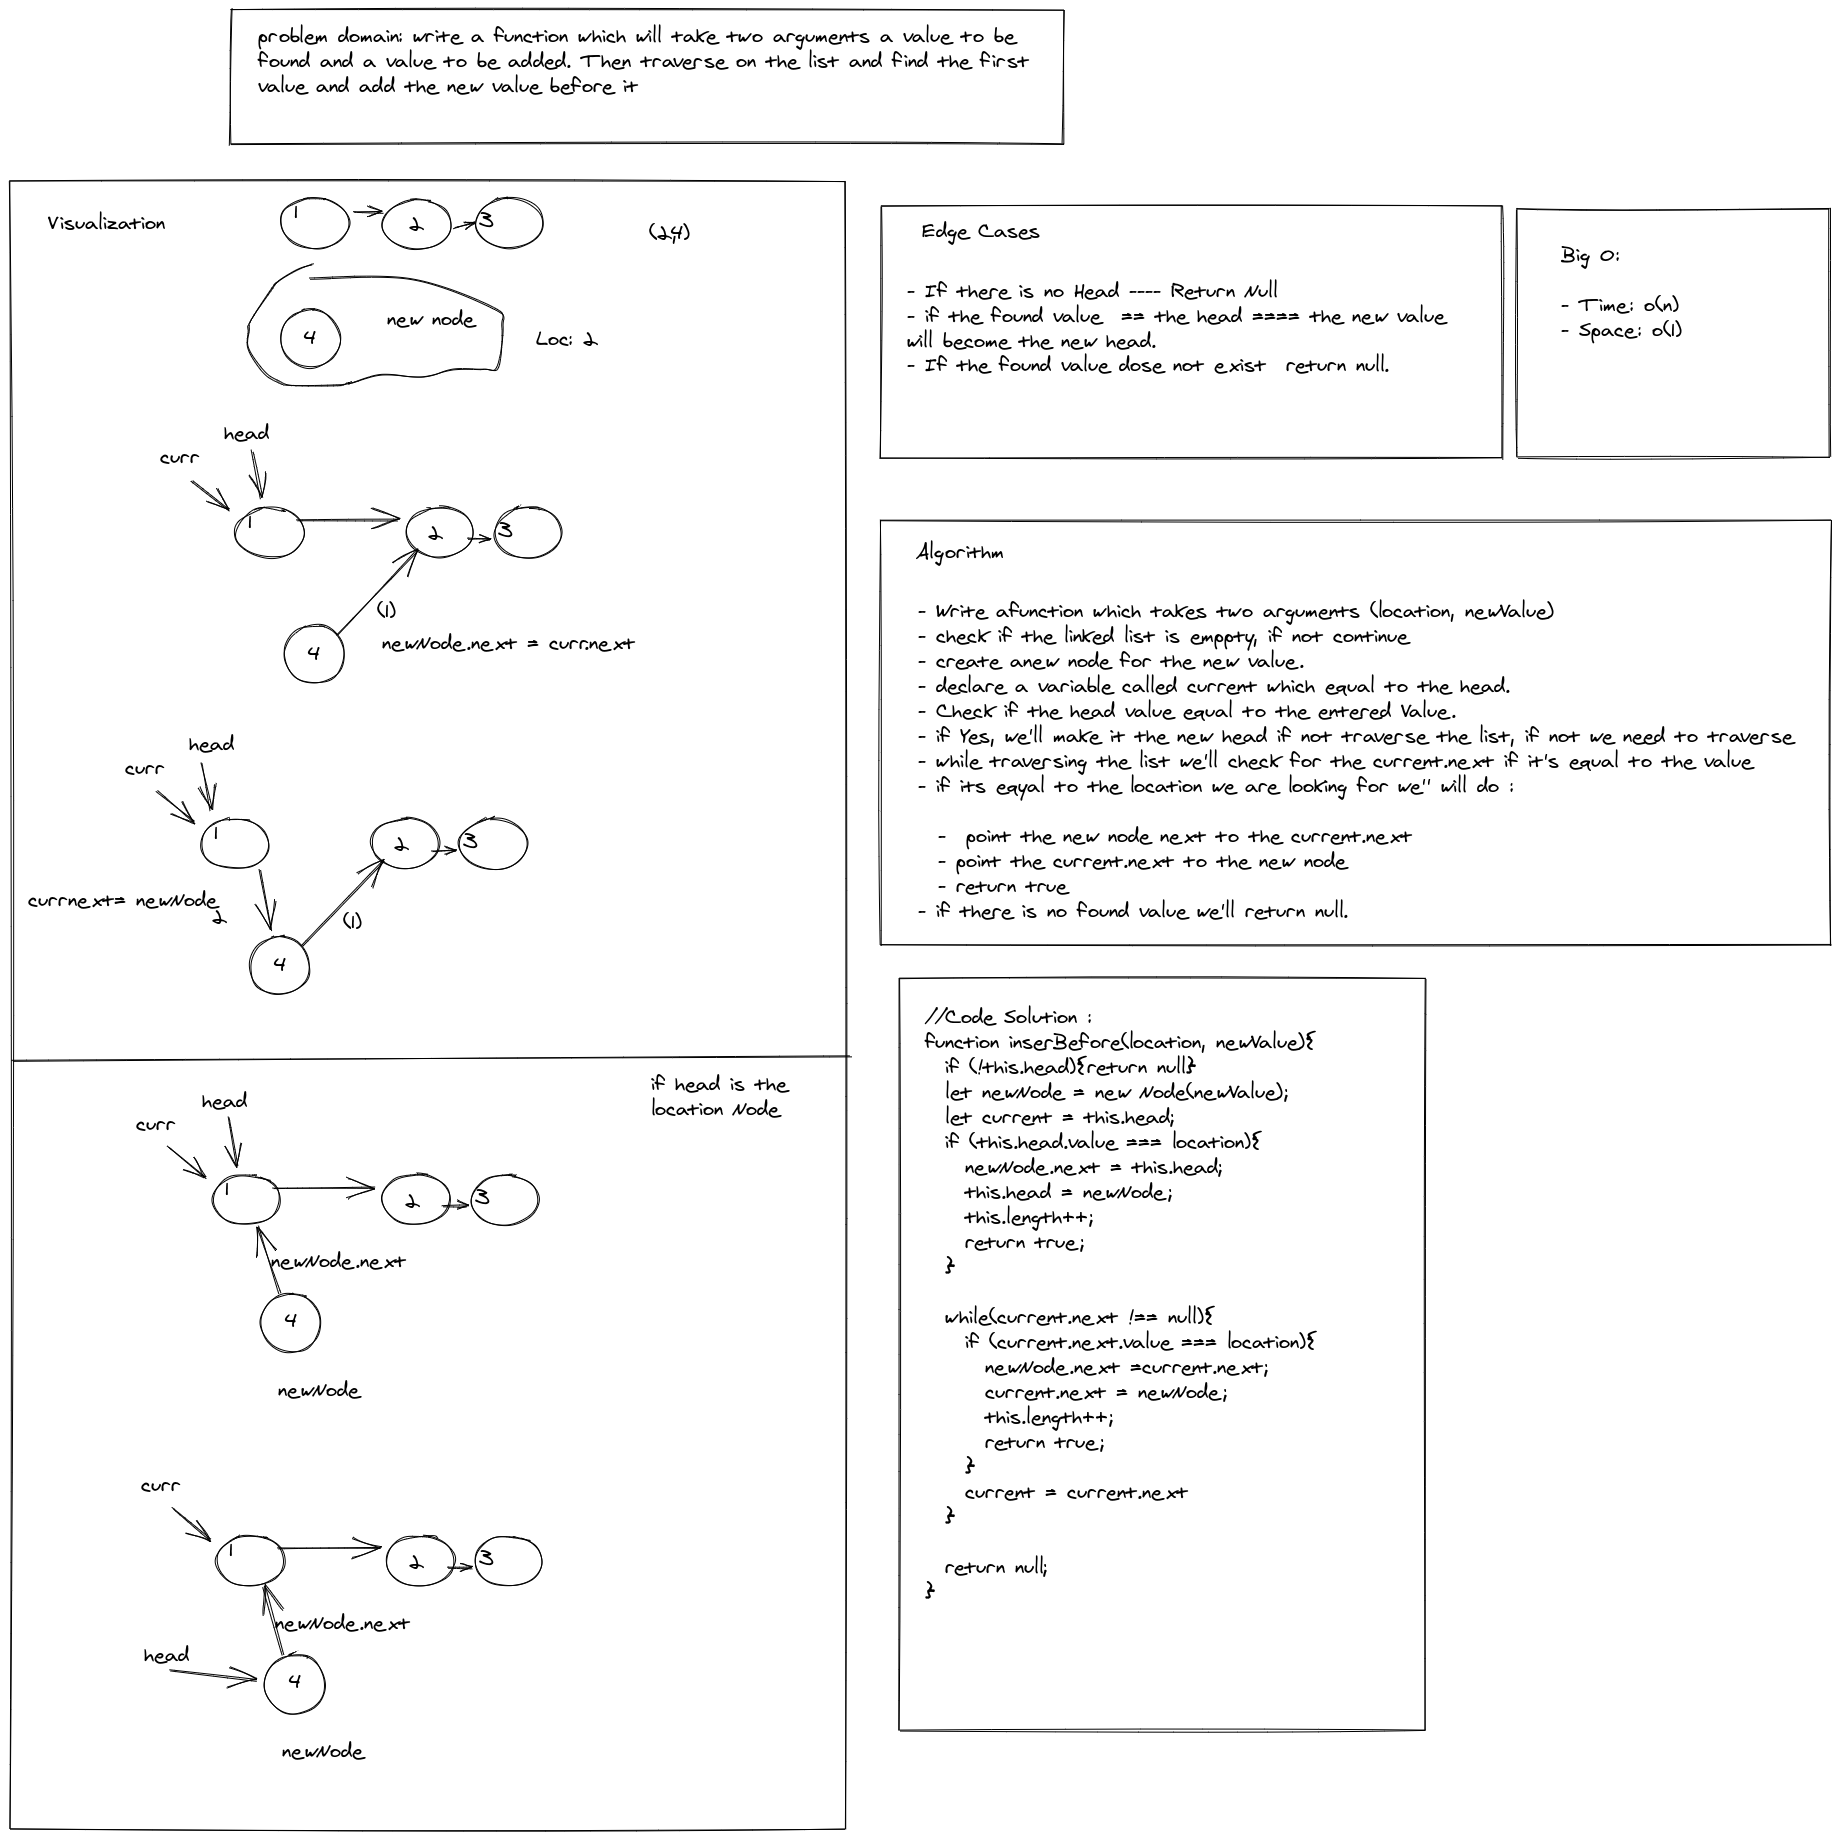 problem domain: write a function which will take two arguments a value to be
found and a value to be added. Then traverse on the list and find the first
value and add the new value before it
Visualization
1
2
3
(2,4)
4
new node
Loc: 2
head
curr
1
2
3
(1)
4
newNode.next = curr.next
head
curr
1
2
3
curr.next= newNode
2
(1)
4
if head is the
location Node
head
curr
1
2
3
newNode.next
4
newNode
curr
1
2
3
newNode.next
head
4
newNode
Edge Cases
- If there is no Head ---- Return Null
- if the found value == the head ==== the new value
will become the new head.
- If the found value dose not exist return null.
Big O:
- Time: o(n)
- Space: o(1)
Algorithm
- Write afunction which takes two arguments (location, newValue)
- check if the linked list is emppty, if not continue
- create anew node for the new value.
- declare a variable called current which equal to the head.
- Check if the head value equal to the entered Value.
- if Yes, we'll make it the new head if not traverse the list, if not we need to traverse
- while traversing the list we'll check for the current.next if it's equal to the value
- if its eqyal to the location we are looking for we'' will do :
- point the new node next to the current.next
- point the current.next to the new node
- return true
- if there is no found value we'll return null.
//Code Solution :
function inserBefore(location, newValue){
if (!this.head){return null}
let newNode = new Node(newValue);
let current = this.head;
if (this.head.value === location){
newNode.next = this.head;
this.head = newNode;
this.length++;
return true;
}
while(current.next !== null){
if (current.next.value === location){
newNode.next =current.next;
current.next = newNode;
this.length++;
return true;
}
current = current.next
}
return null;
}